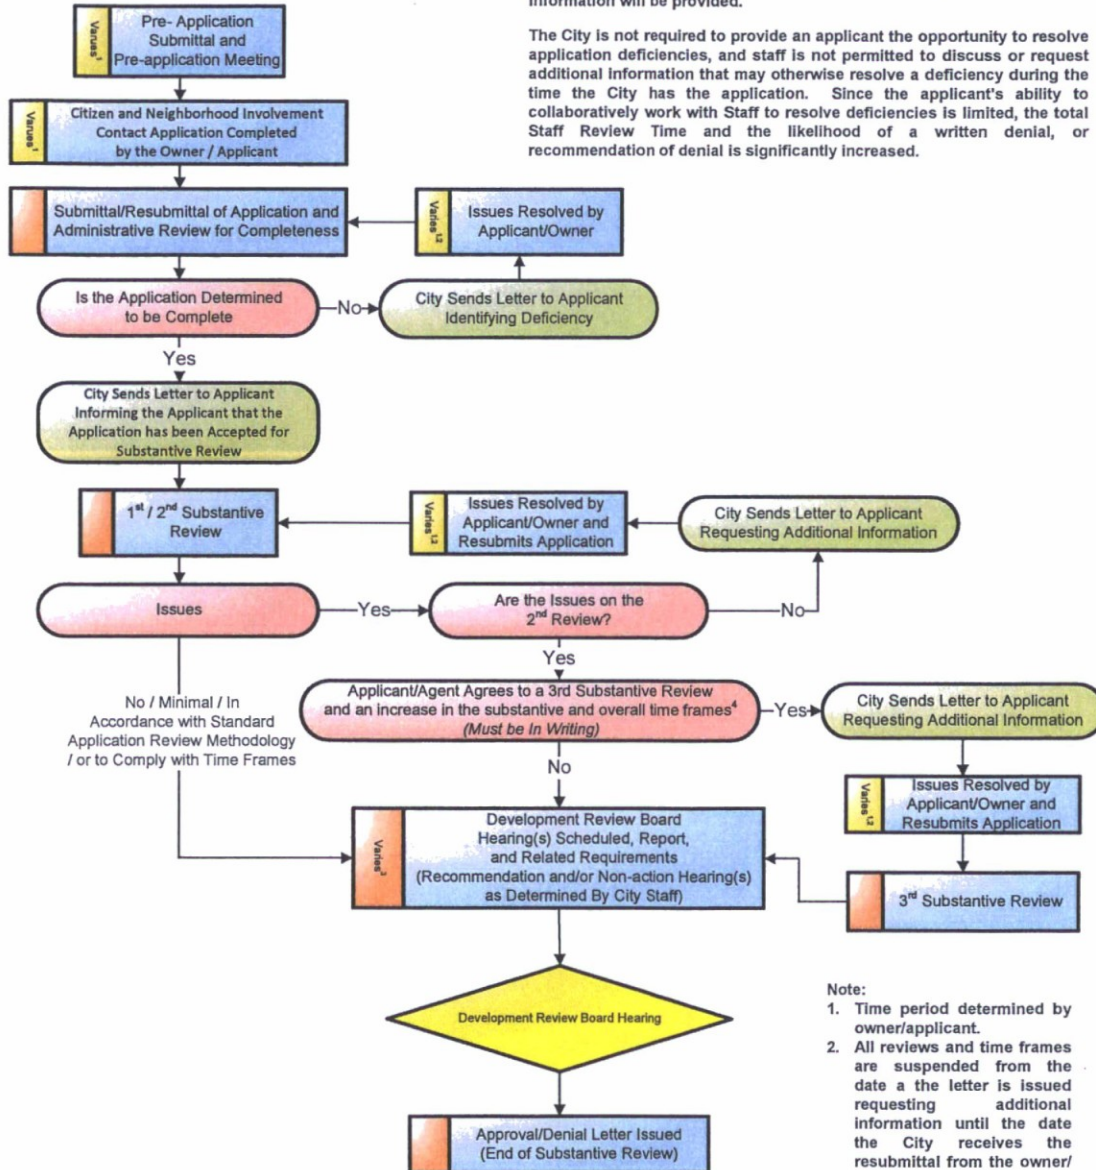 information will be provided.
The City is not required to provide an applicant the opportunity to resolve
application deficiencies, and staff is not permitted to discuss or request
additional information that may otherwise resolve a deficiency during the
time the City has the application. Since the applicant's ability to
collaboratively work with Staff to resolve deficiencies is limited, the total
Staff Review Time and the likelihood of a written denial, or
recommendation of denial is significantly increased.
Varues¹
Pre- Application
Submittal and
Pre-application Meeting
Varues¹
Citizen and Neighborhood Involvement
Contact Application Completed
by the Owner / Applicant
Submittal/Resubmittal of Application and
Administrative Review for Completeness
Varies¹,²
Issues Resolved by
Applicant/Owner
Is the Application Determined
to be Complete
No
City Sends Letter to Applicant
Identifying Deficiency
Yes
City Sends Letter to Applicant
Informing the Applicant that the
Application has been Accepted for
Substantive Review
1st / 2nd Substantive
Review
Varies¹,²
Issues Resolved by
Applicant/Owner and
Resubmits Application
City Sends Letter to Applicant
Requesting Additional Information
Issues
Yes
Are the Issues on the
2nd Review?
No
Yes
No / Minimal / In
Accordance with Standard
Application Review Methodology
/ or to Comply with Time Frames
Applicant/Agent Agrees to a 3rd Substantive Review
and an increase in the substantive and overall time frames⁴
(Must be In Writing)
Yes
City Sends Letter to Applicant
Requesting Additional Information
No
Varies¹,²
Issues Resolved by
Applicant/Owner and
Resubmits Application
Varies³
Development Review Board
Hearing(s) Scheduled, Report,
and Related Requirements
(Recommendation and/or Non-action Hearing(s)
as Determined By City Staff)
3rd Substantive Review
Development Review Board Hearing
Approval/Denial Letter Issued
(End of Substantive Review)
Note:
1. Time period determined by
owner/applicant.
2. All reviews and time frames
are suspended from the
date a the letter is issued
requesting additional
information until the date
the City receives the
resubmittal from the owner/